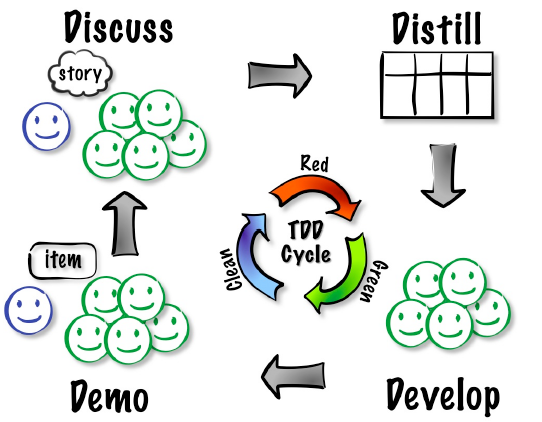 Discuss
Distill
story
Red
TDD
Cycle
Clean
Green
item
Demo
Develop